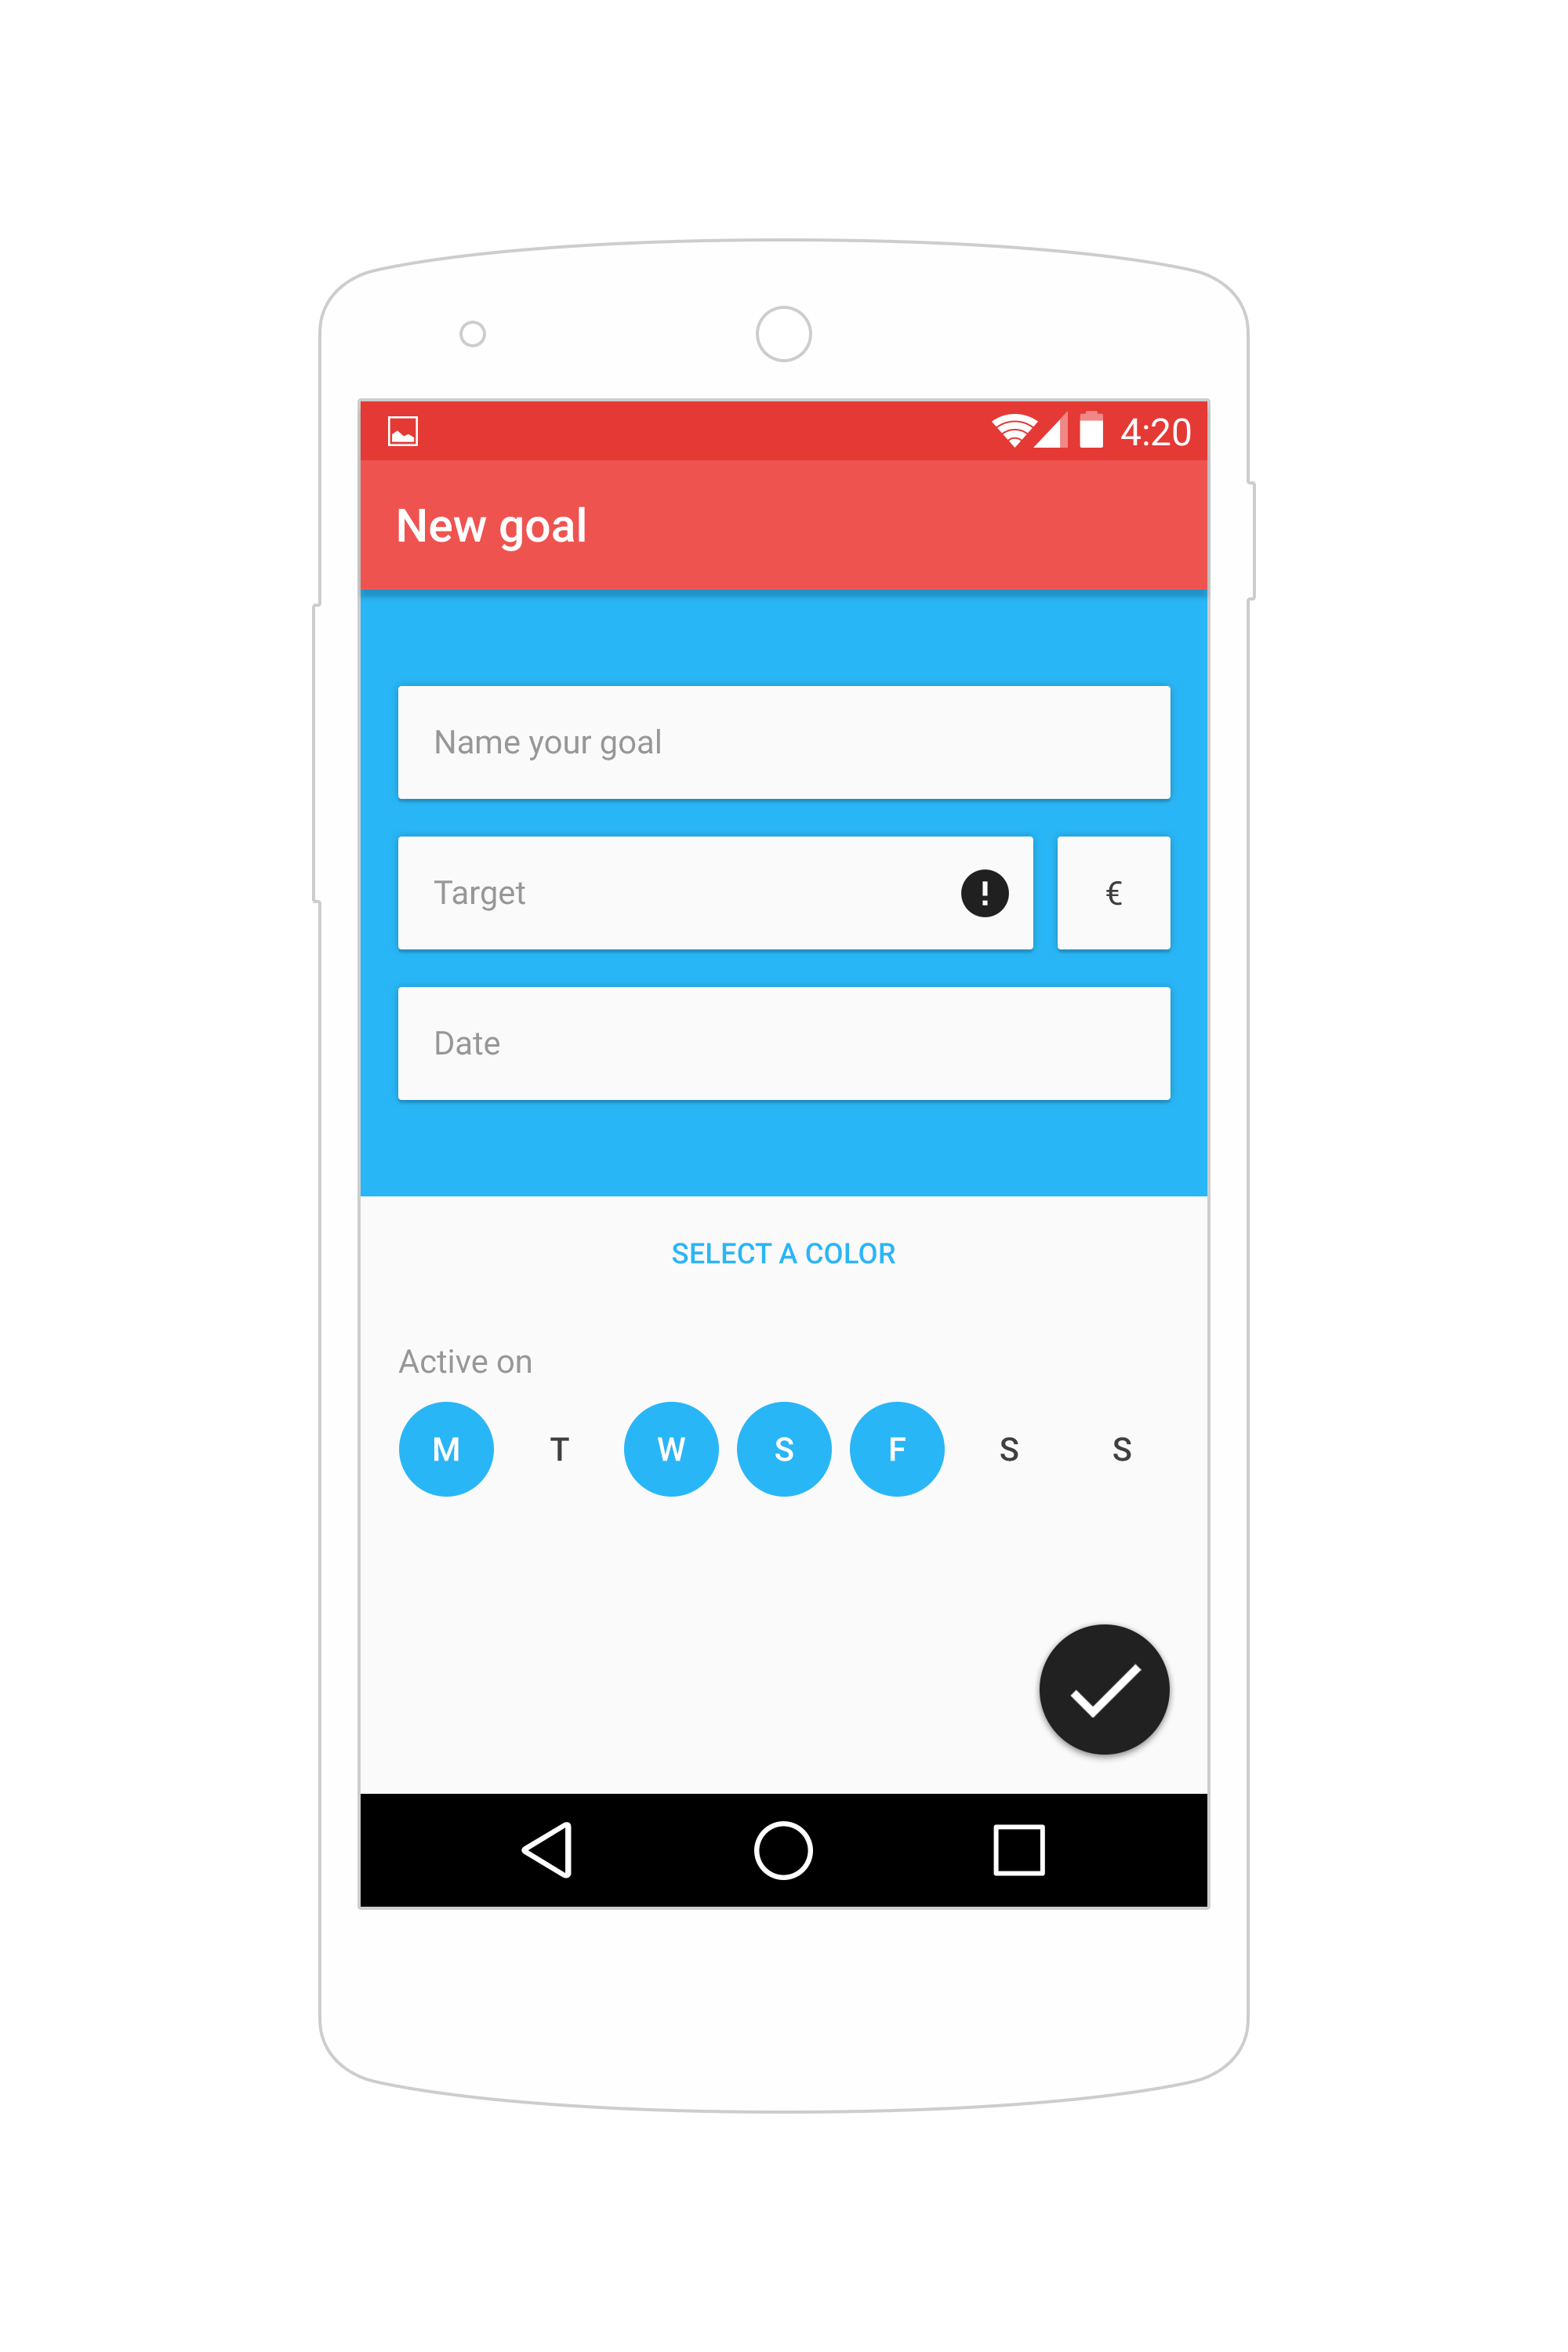 4:20
New goal
Name your goal
Target ! €
Date
SELECT A COLOR
Active on
M T W S F S S